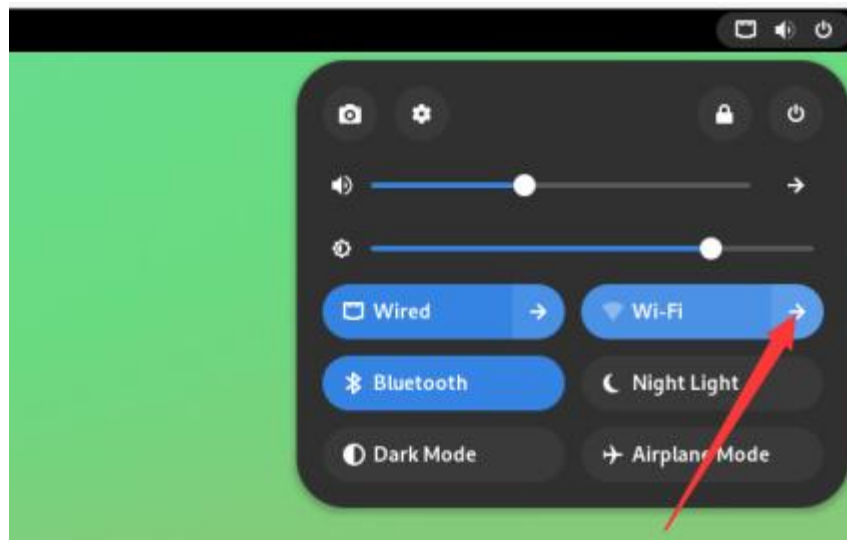 Wired
Wi-Fi
Bluetooth
Night Light
Dark Mode
Airplane Mode